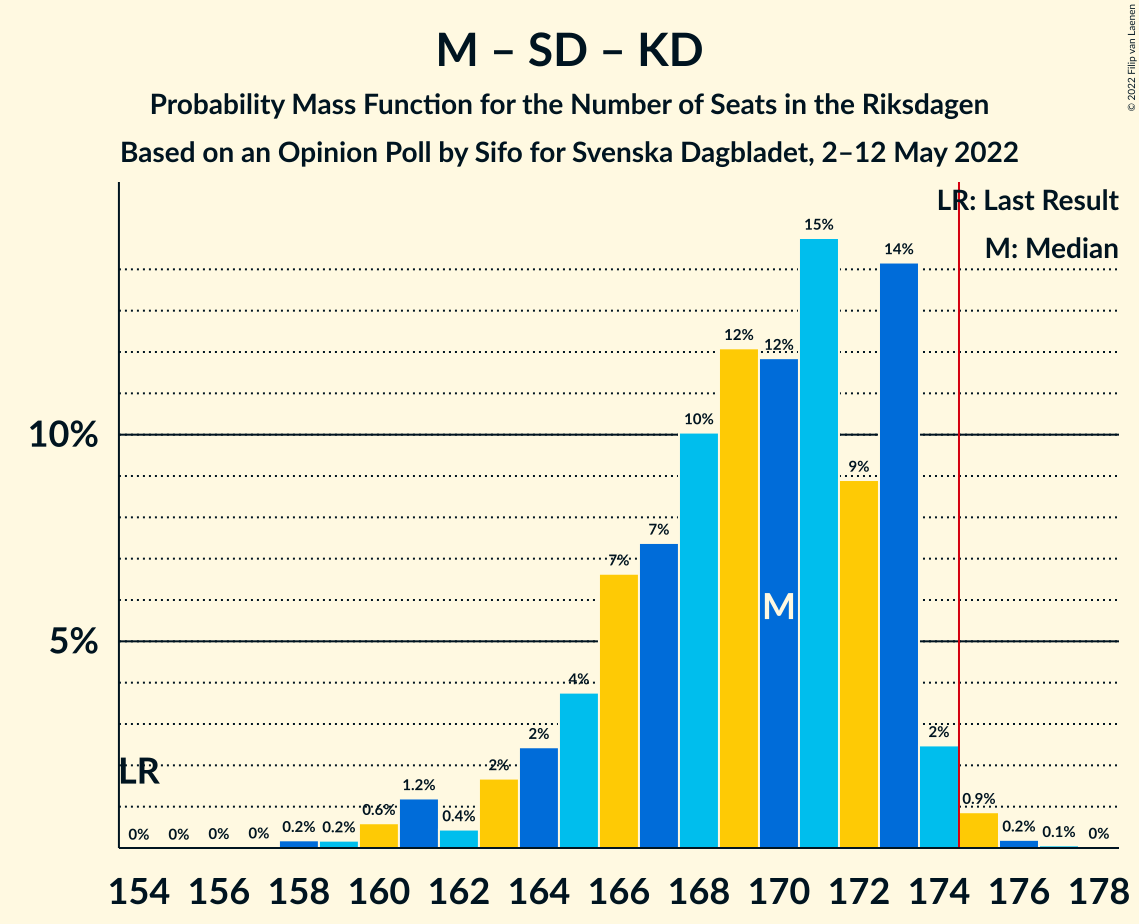 M – SD – KD
Probability Mass Function for the Number of Seats in the Riksdagen
Based on an Opinion Poll by Sifo for Svenska Dagbladet, 2–12 May 2022
© 2022 Filip van Laenen
LR: Last Result
M: Median
15%
14%
12%
12%
10%
10%
9%
7%
7%
M
5%
4%
2%
2%
2%
LR
1.2%
0.9%
0.6%
0.4%
0% 0% 0% 0% 0.2% 0.2% 0.2% 0.1% 0%
154 156 158 160 162 164 166 168 170 172 174 176 178